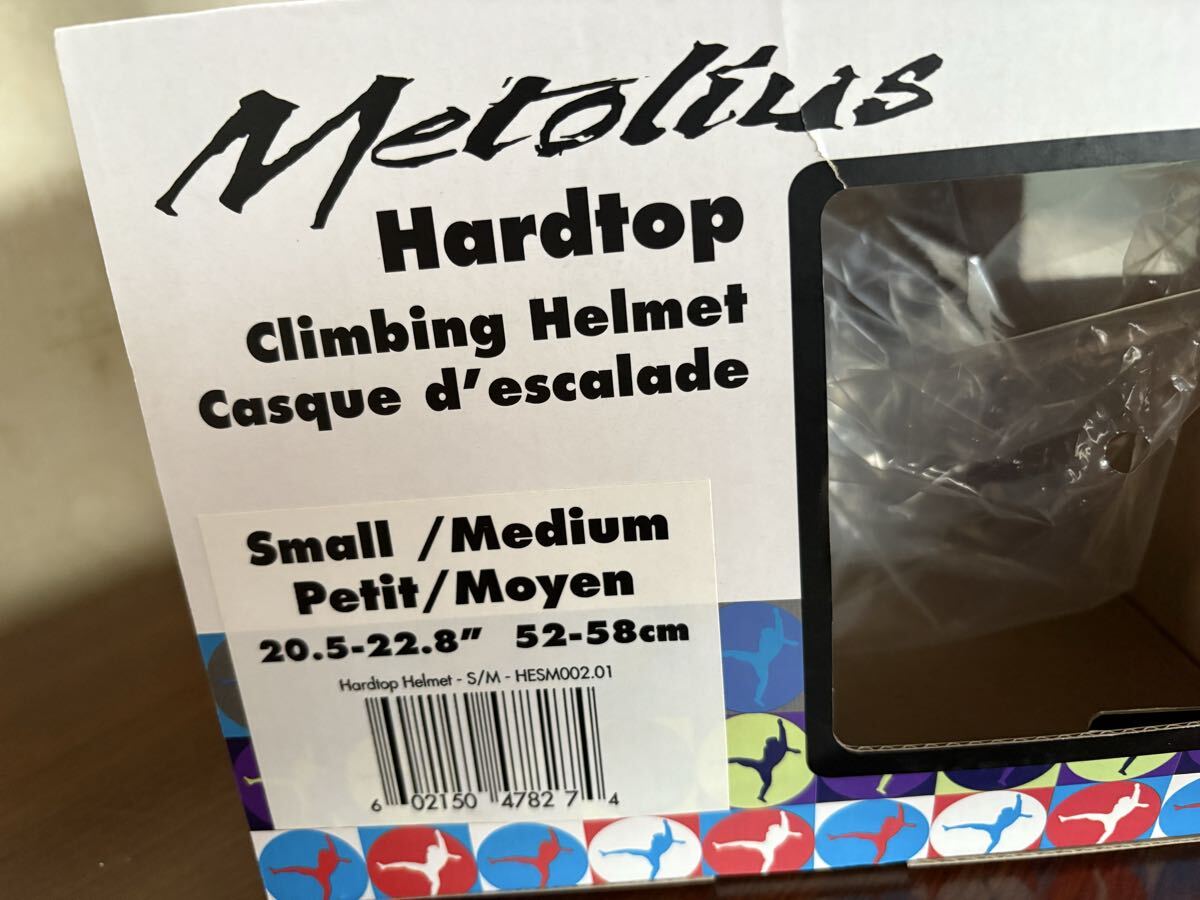 Metolius
Hardtop
Climbing Helmet
Casque d'escalade
Small /Medium
Petit/Moyen
20.5-22.8" 52-58cm
Hardtop Helmet - S/M - HESM002.01
6 02150 47827 4